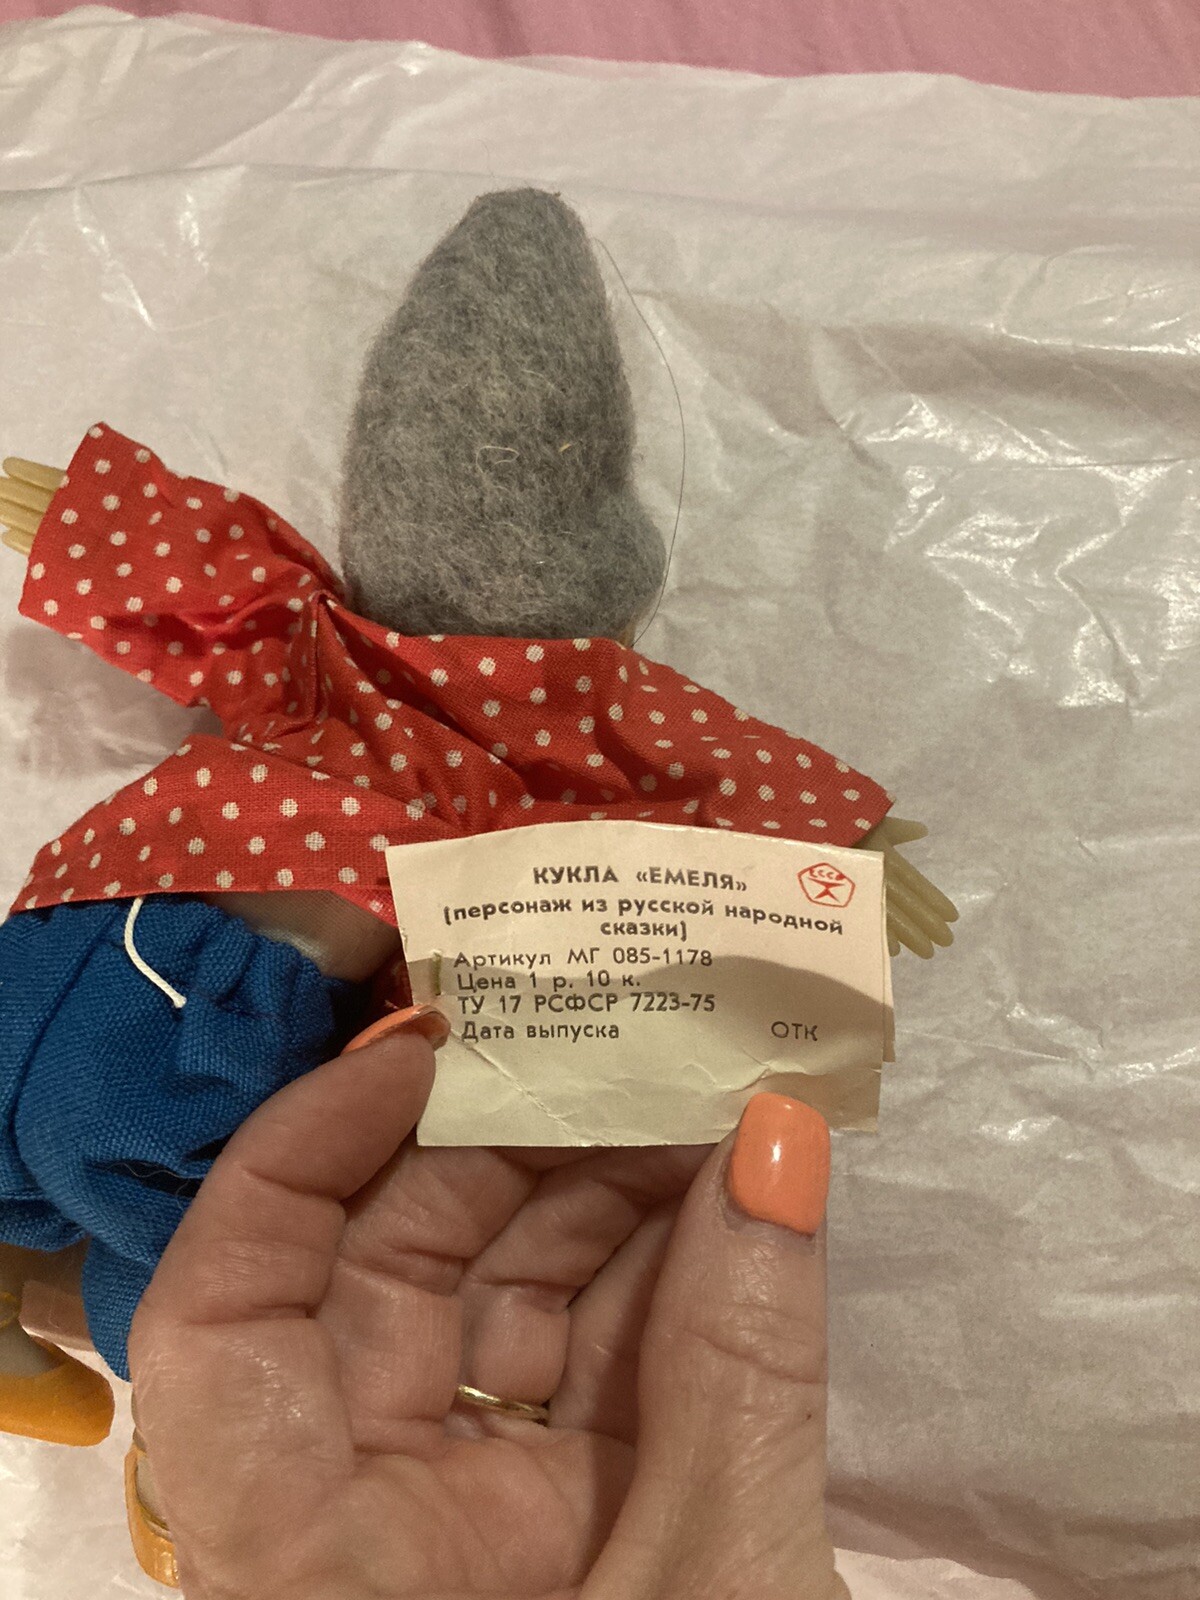 КУКЛА «ЕМЕЛЯ»
СССР
(персонаж из русской народной
сказки)
Артикул МГ 085-1178
Цена 1 р. 10 к.
ТУ 17 РСФСР 7223-75
Дата выпуска ОТК